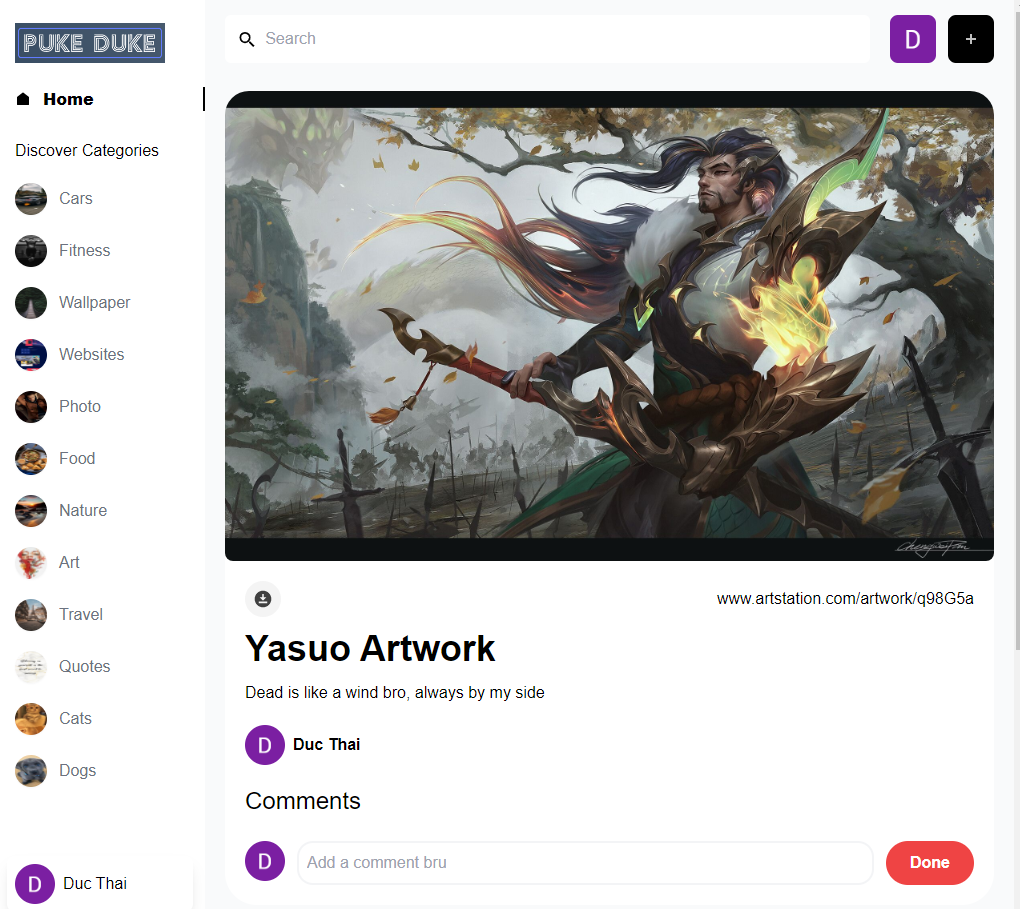 PUKE DUKE
Search
D
+
Home
Discover Categories
Cars
Fitness
Wallpaper
Websites
Photo
Food
Nature
Art
Travel
Quotes
Cats
Dogs
Duc Thai
D
www.artstation.com/artwork/q98G5a
Yasuo Artwork
Dead is like a wind bro, always by my side
D
Duc Thai
Comments
D
Add a comment bru
Done